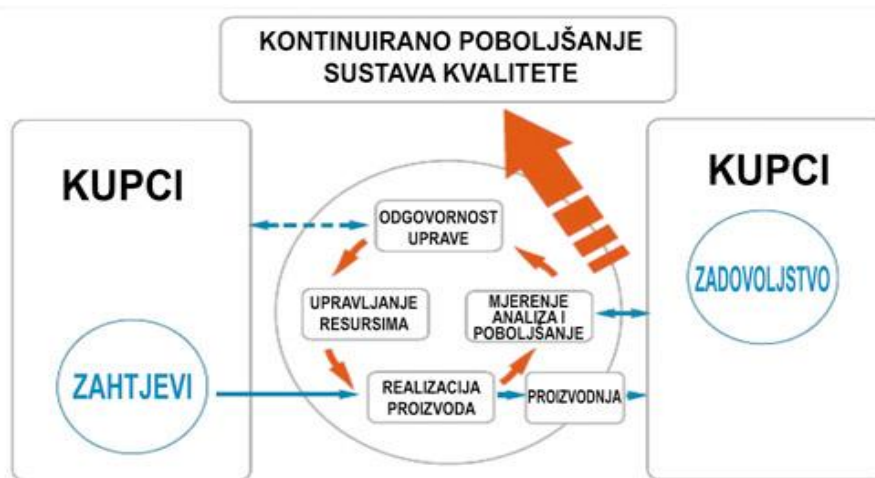 KONTINUIRANO POBOLJŠANJE
SUSTAVA KVALITETE
KUPCI
ZAHTJEVI
ODGOVORNOST
UPRAVE
UPRAVLJANJE
RESURSIMA
MJERENJE
ANALIZA I
POBOLJŠANJE
REALIZACIJA
PROIZVODA
PROIZVODNJA
KUPCI
ZADOVOLJSTVO